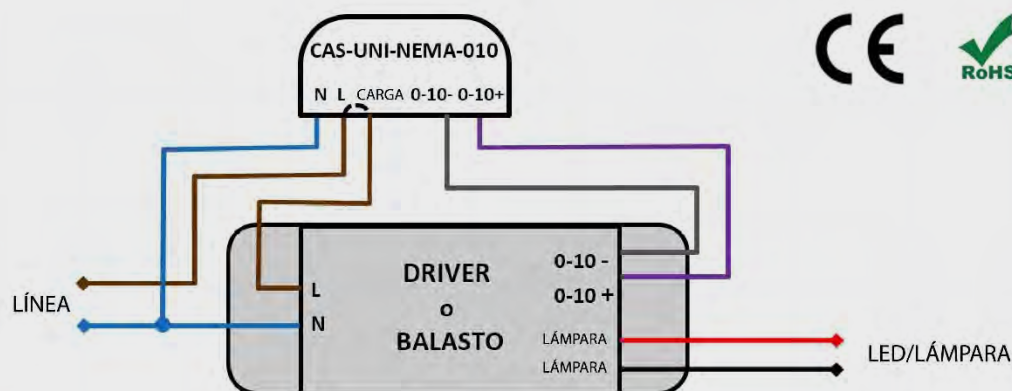 CAS-UNI-NEMA-010
N L CARGA 0-10- 0-10+
CE
RoHS
LÍNEA
L
N
DRIVER
o
BALASTO
0-10 -
0-10 +
LÁMPARA
LÁMPARA
LED/LÁMPARA